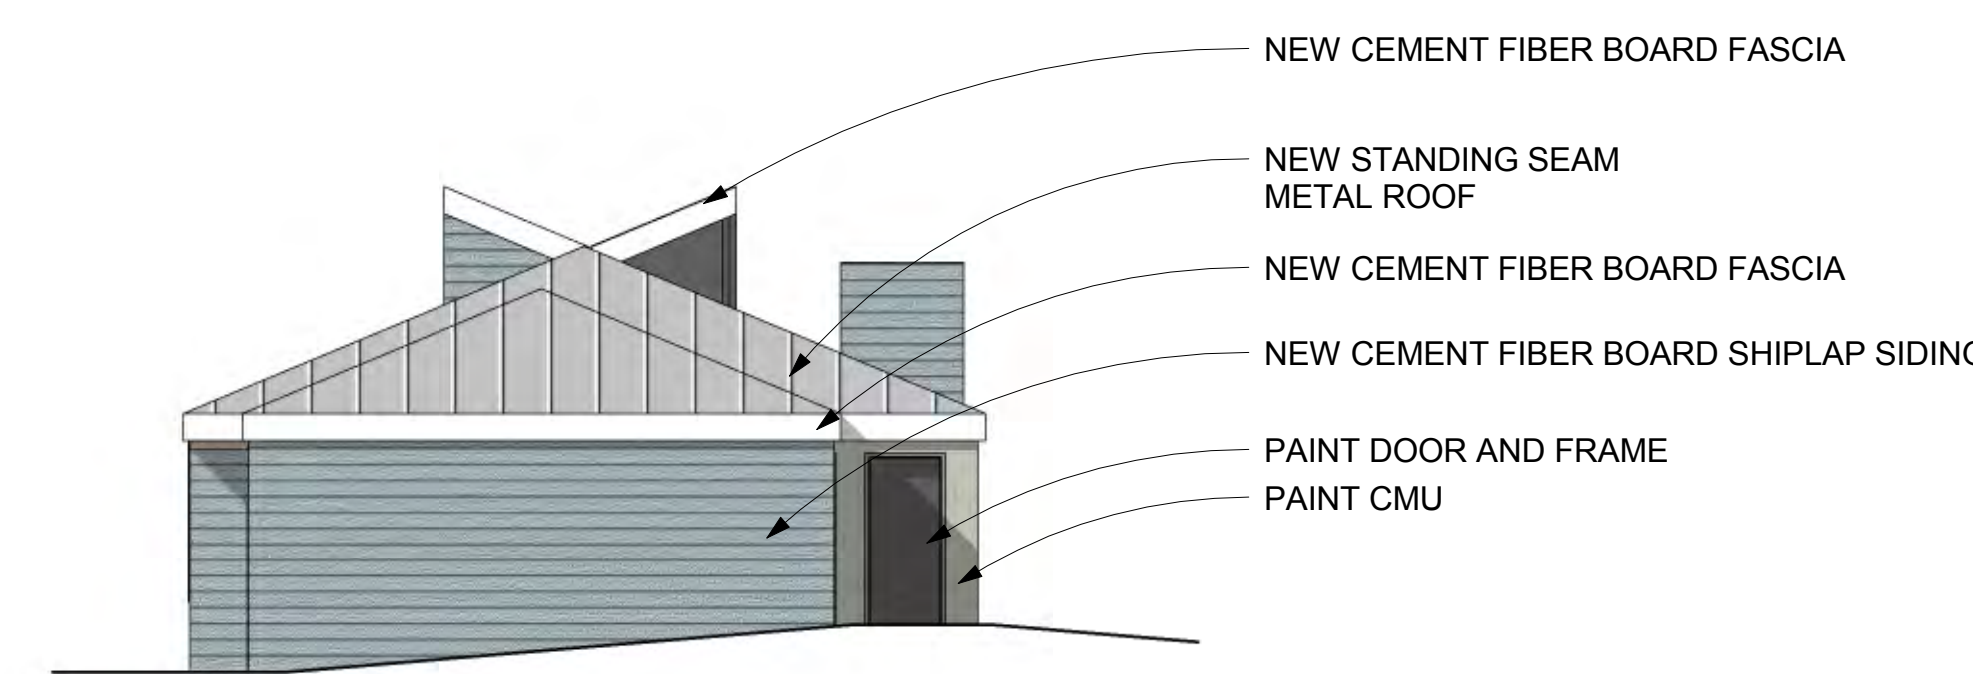 NEW CEMENT FIBER BOARD FASCIA
NEW STANDING SEAM
METAL ROOF
NEW CEMENT FIBER BOARD FASCIA
NEW CEMENT FIBER BOARD SHIPLAP SIDING
PAINT DOOR AND FRAME
PAINT CMU